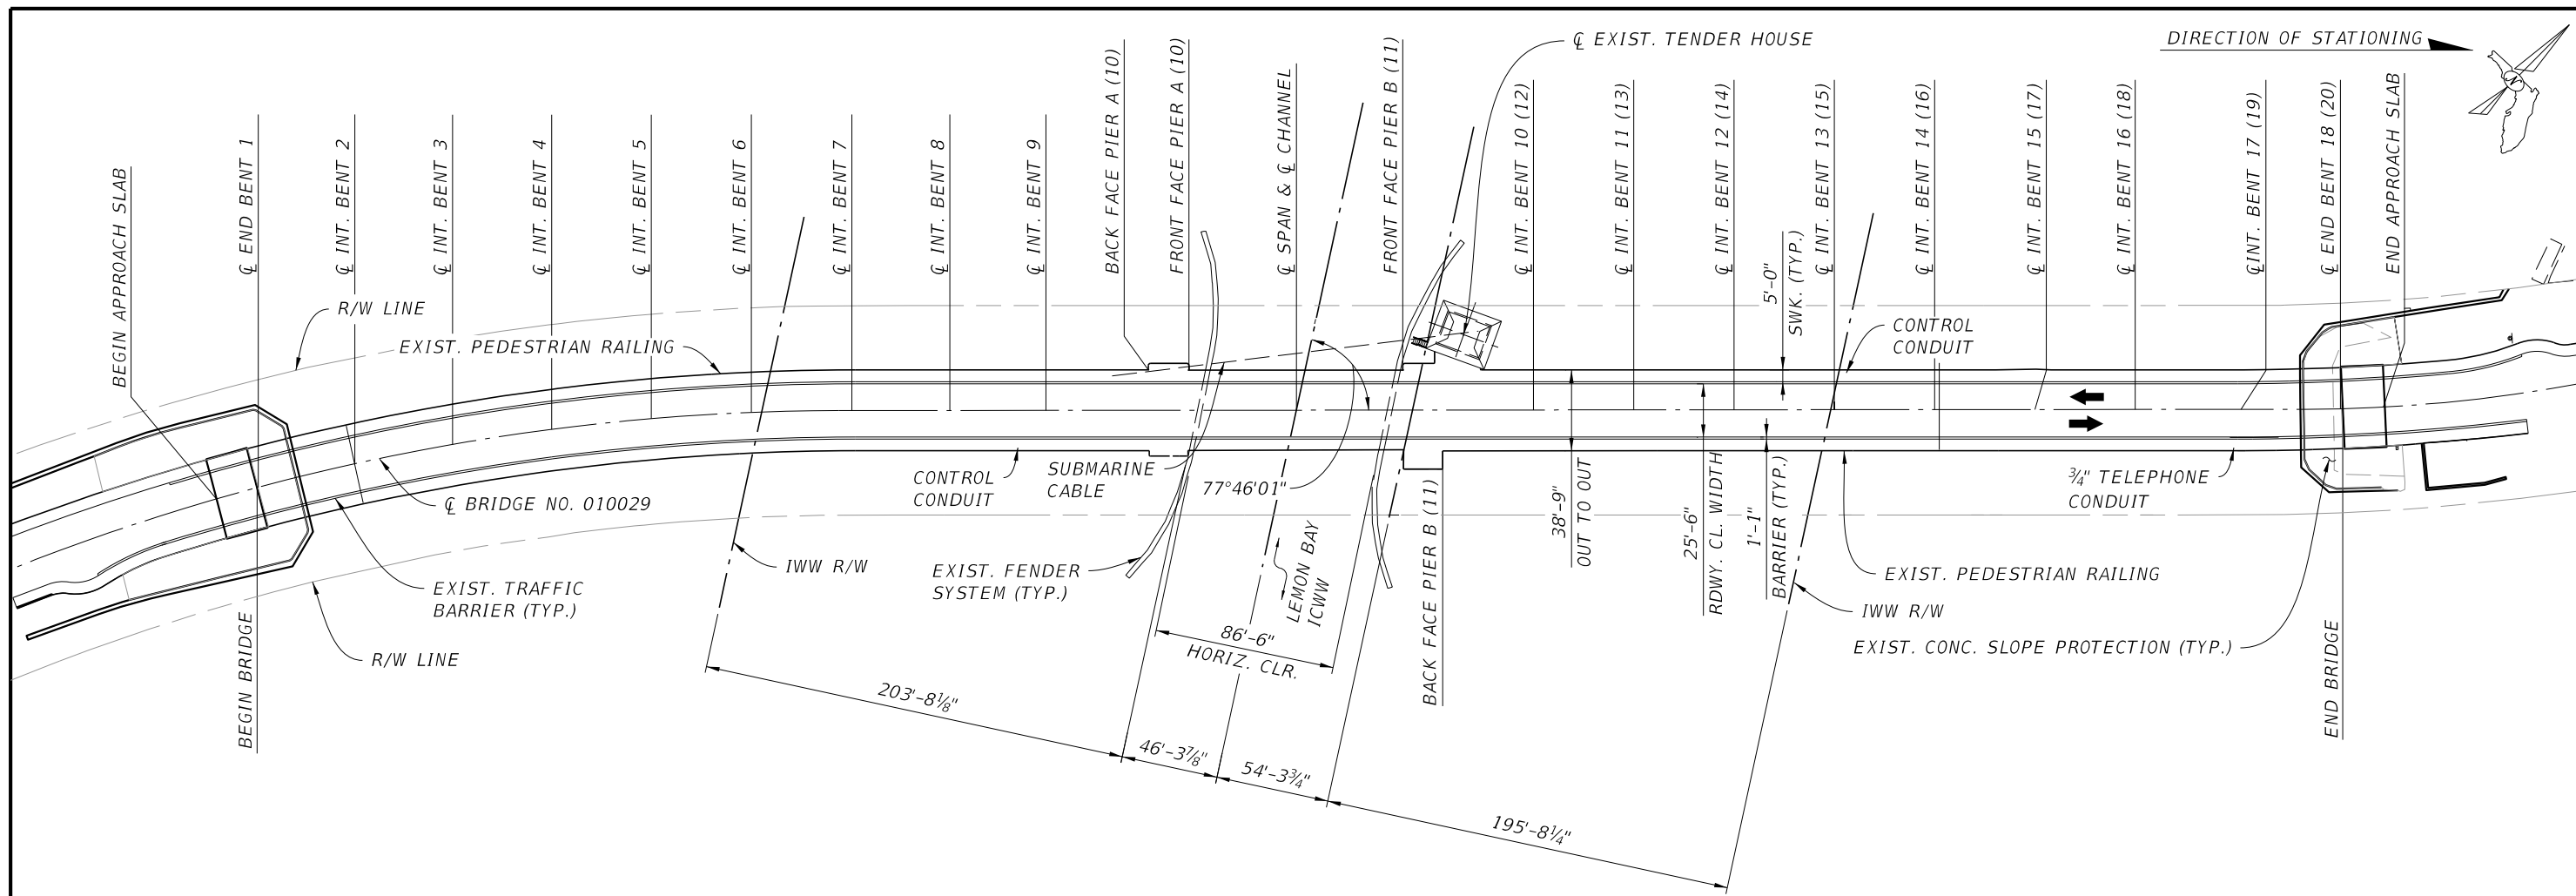 ℄ EXIST. TENDER HOUSE
DIRECTION OF STATIONING
BEGIN APPROACH SLAB
℄ END BENT 1
℄ INT. BENT 2
℄ INT. BENT 3
℄ INT. BENT 4
℄ INT. BENT 5
℄ INT. BENT 6
℄ INT. BENT 7
℄ INT. BENT 8
℄ INT. BENT 9
BACK FACE PIER A (10)
FRONT FACE PIER A (10)
℄ SPAN & ℄ CHANNEL
FRONT FACE PIER B (11)
℄ INT. BENT 10 (12)
℄ INT. BENT 11 (13)
℄ INT. BENT 12 (14)
℄ INT. BENT 13 (15)
℄ INT. BENT 14 (16)
℄ INT. BENT 15 (17)
℄ INT. BENT 16 (18)
℄INT. BENT 17 (19)
℄ END BENT 18 (20)
END APPROACH SLAB
5'-0"
SWK. (TYP.)
R/W LINE
EXIST. PEDESTRIAN RAILING
CONTROL
CONDUIT
℄ BRIDGE NO. 010029
CONTROL
CONDUIT
SUBMARINE
CABLE
77°46'01"
38'-9"
OUT TO OUT
25'-6"
RDWY. CL. WIDTH
1'-1"
BARRIER (TYP.)
¾" TELEPHONE
CONDUIT
EXIST. TRAFFIC
BARRIER (TYP.)
IWW R/W
EXIST. FENDER
SYSTEM (TYP.)
LEMON BAY
ICWW
EXIST. PEDESTRIAN RAILING
IWW R/W
EXIST. CONC. SLOPE PROTECTION (TYP.)
R/W LINE
BEGIN BRIDGE
86'-6"
HORIZ. CLR.
BACK FACE PIER B (11)
END BRIDGE
203'-8⅛"
46'-3⅞"
54'-3¾"
195'-8¼"